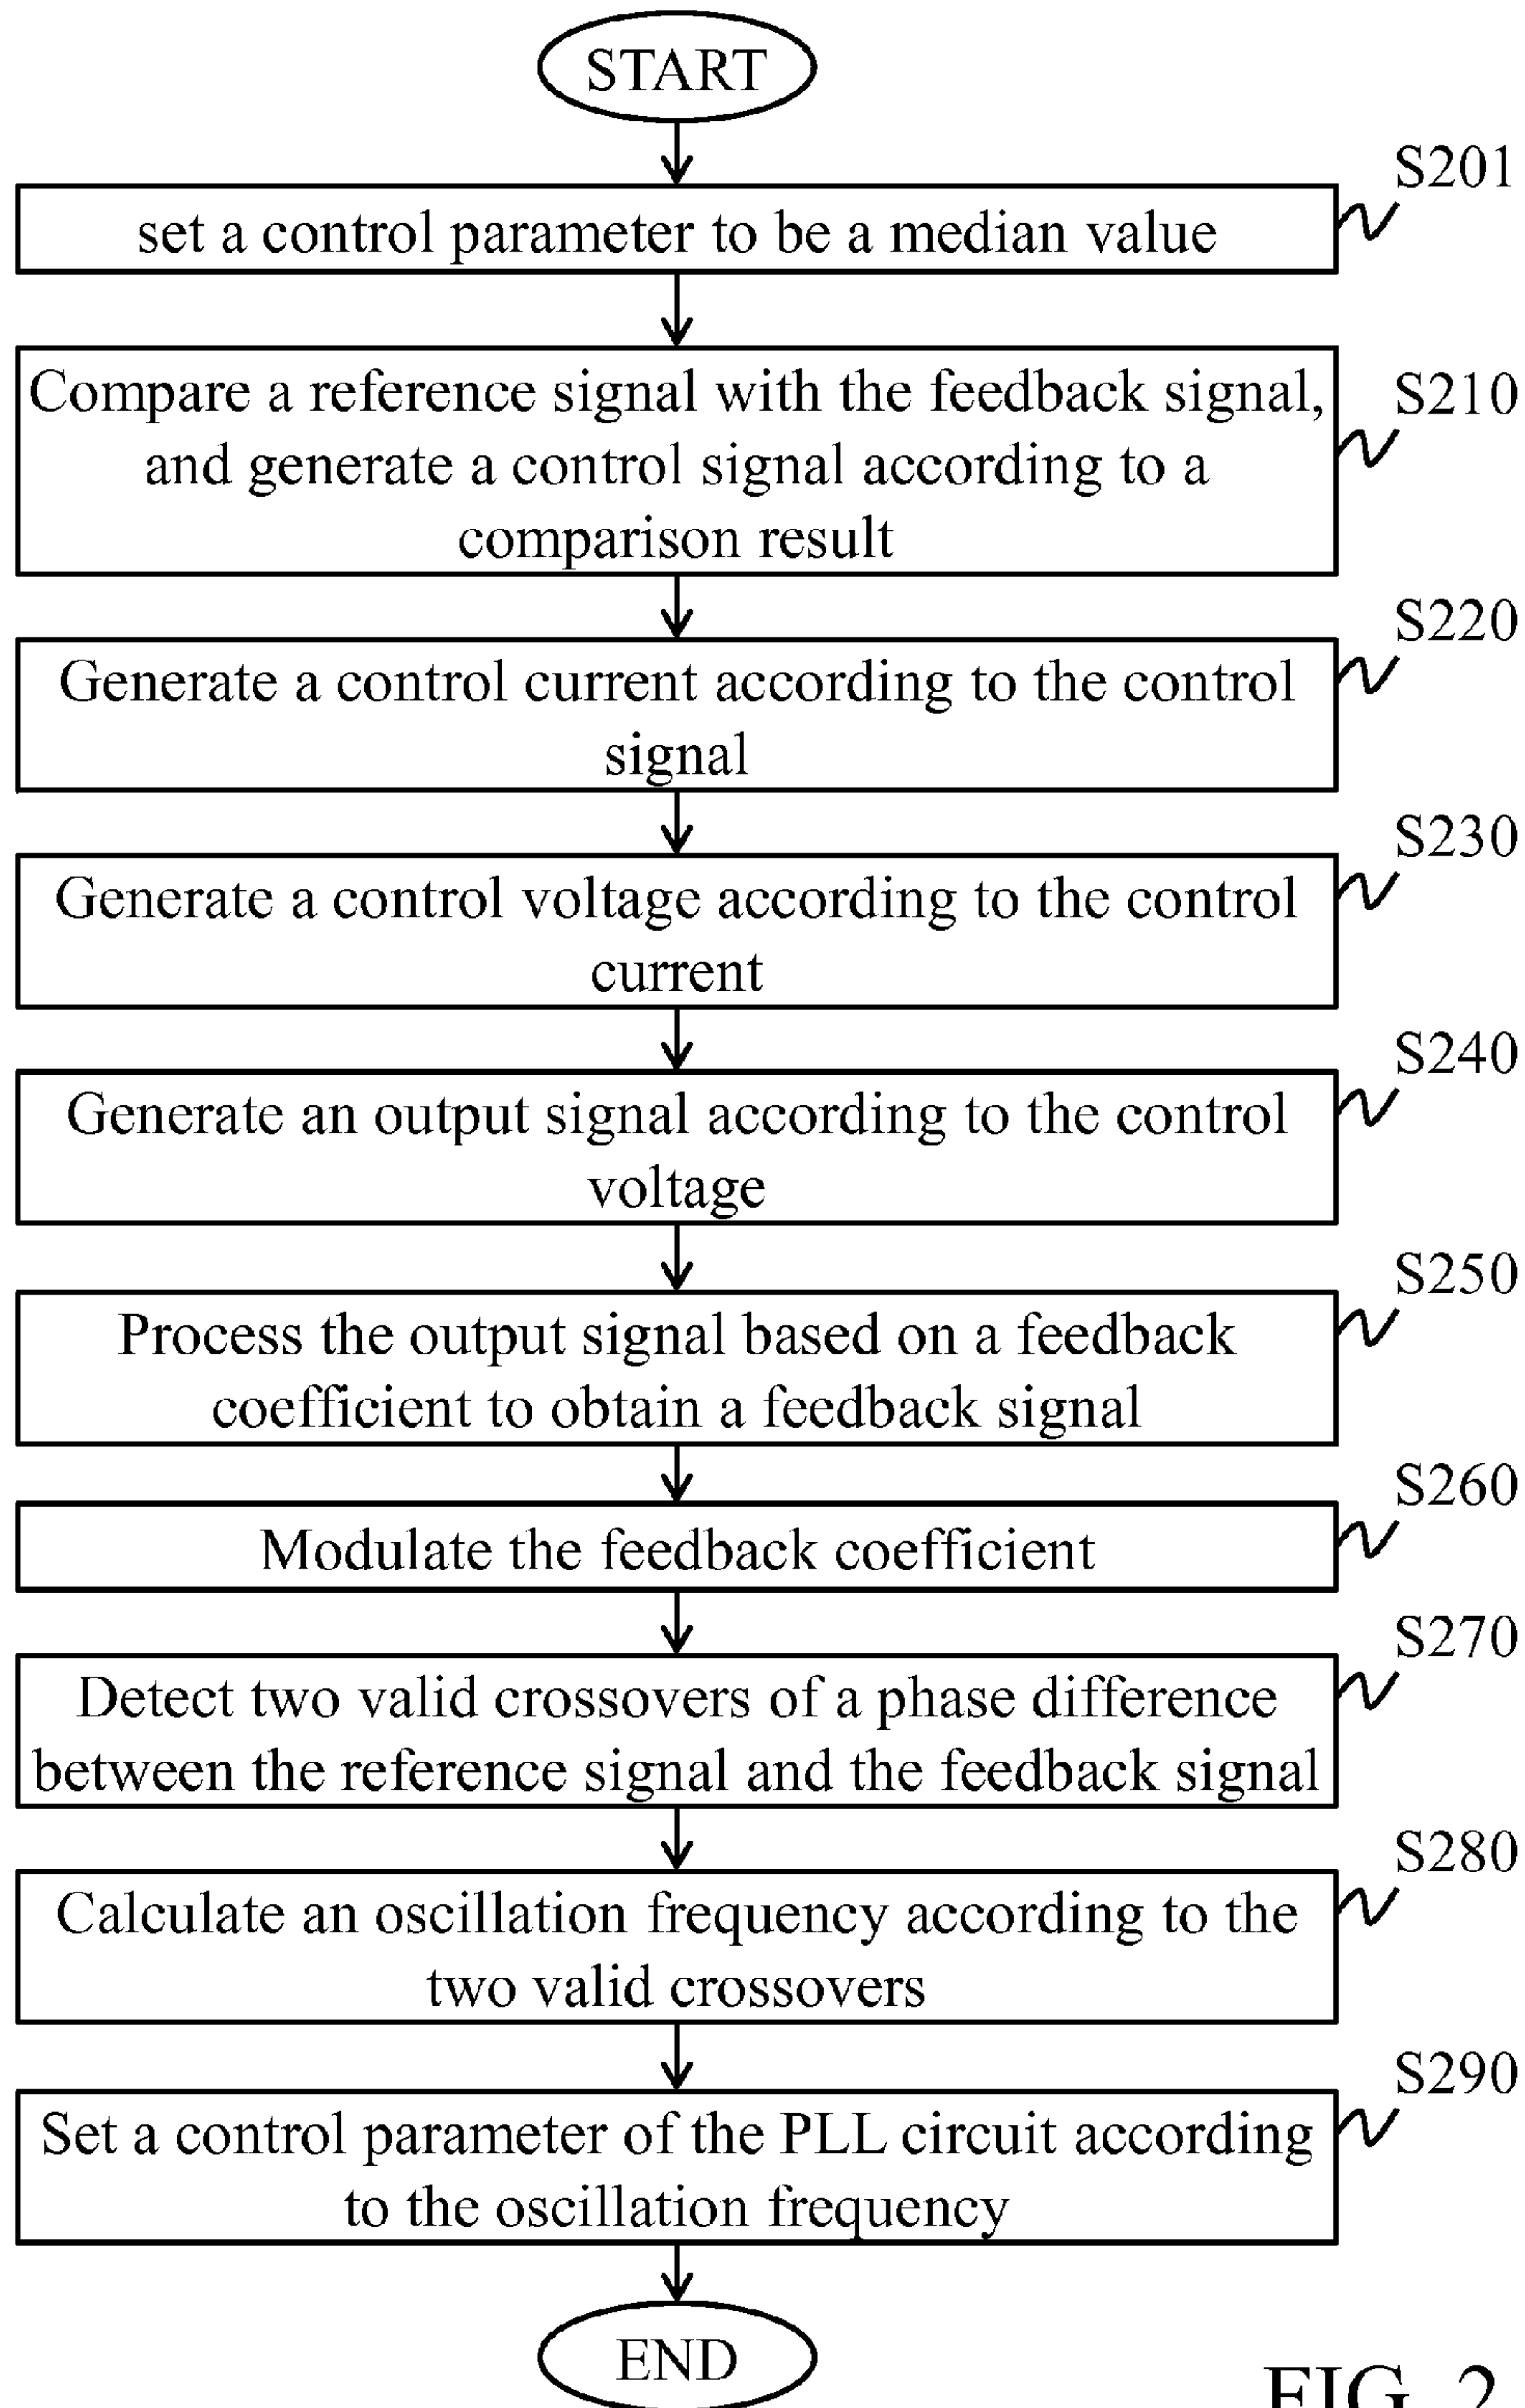 START
S201
set a control parameter to be a median value
S210
Compare a reference signal with the feedback signal,
and generate a control signal according to a
comparison result
S220
Generate a control current according to the control
signal
S230
Generate a control voltage according to the control
current
S240
Generate an output signal according to the control
voltage
S250
Process the output signal based on a feedback
coefficient to obtain a feedback signal
S260
Modulate the feedback coefficient
S270
Detect two valid crossovers of a phase difference
between the reference signal and the feedback signal
S280
Calculate an oscillation frequency according to the
two valid crossovers
S290
Set a control parameter of the PLL circuit according
to the oscillation frequency
END
FIG. 2